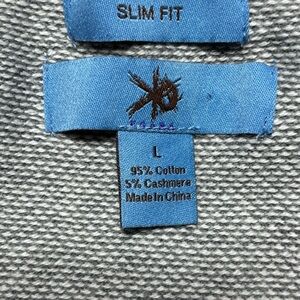 SLIM FIT
L
95% Cotton
5% Cashmere
Made In China